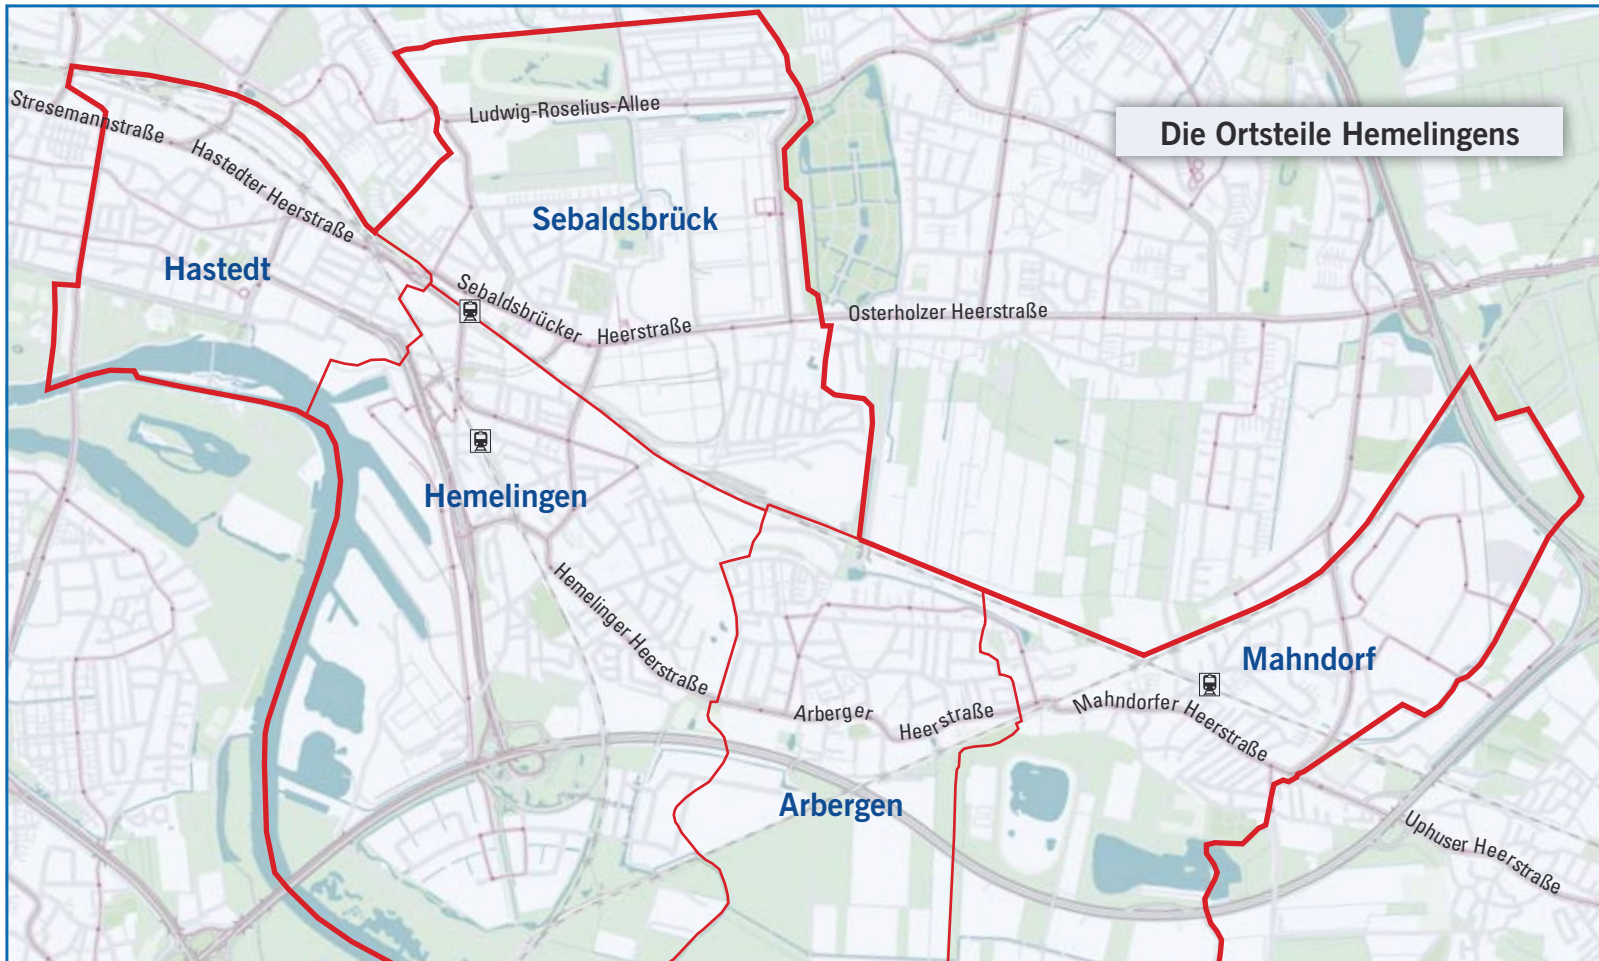 Stresemannstraße
Ludwig-Roselius-Allee
Die Ortsteile Hemelingens
Hastedter Heerstraße
Sebaldsbrück
Hastedt
Sebaldsbrücker Heerstraße
Osterholzer Heerstraße
Hemelingen
Hemelinger Heerstraße
Mahndorf
Arberger Heerstraße
Mahndorfer Heerstraße
Arbergen
Uphuser Heerstraße